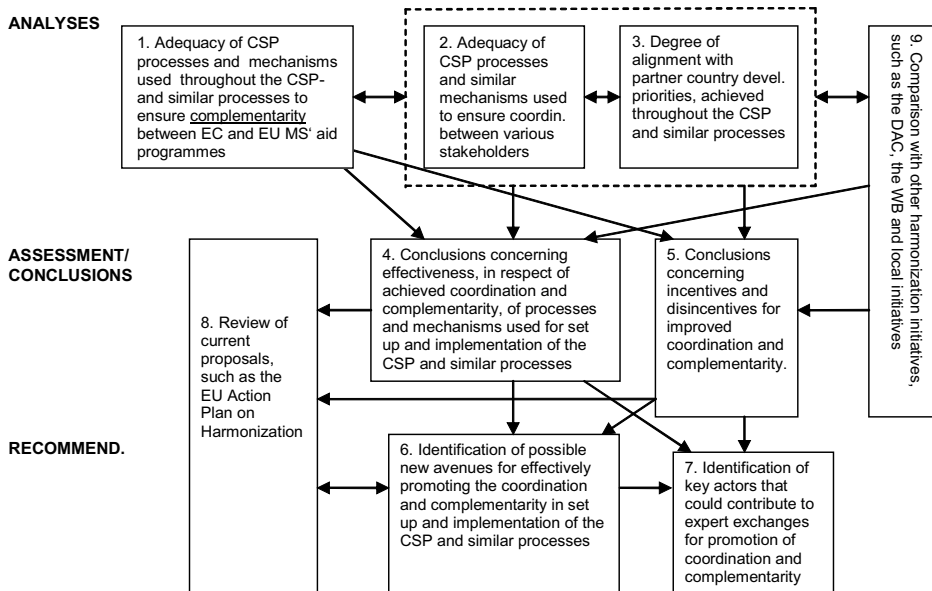 ANALYSES
1. Adequacy of CSP
processes and mechanisms
used throughout the CSP-
and similar processes to
ensure complementarity
between EC and EU MS' aid
programmes
2. Adequacy of
CSP processes
and similar
mechanisms used
to ensure coordin.
between various
stakeholders
3. Degree of
alignment with
partner country devel.
priorities, achieved
throughout the CSP
and similar processes
9. Comparison with other harmonization initiatives,
such as the DAC, the WB and local initiatives
ASSESSMENT/
CONCLUSIONS
4. Conclusions concerning
effectiveness, in respect of
achieved coordination and
complementarity, of processes
and mechanisms used for set
up and implementation of the
CSP and similar processes
5. Conclusions
concerning
incentives and
disincentives for
improved
coordination and
complementarity.
8. Review of
current
proposals,
such as the
EU Action
Plan on
Harmonization
RECOMMEND.
6. Identification of possible
new avenues for effectively
promoting the coordination
and complementarity in set
up and implementation of the
CSP and similar processes
7. Identification of
key actors that
could contribute to
expert exchanges
for promotion of
coordination and
complementarity